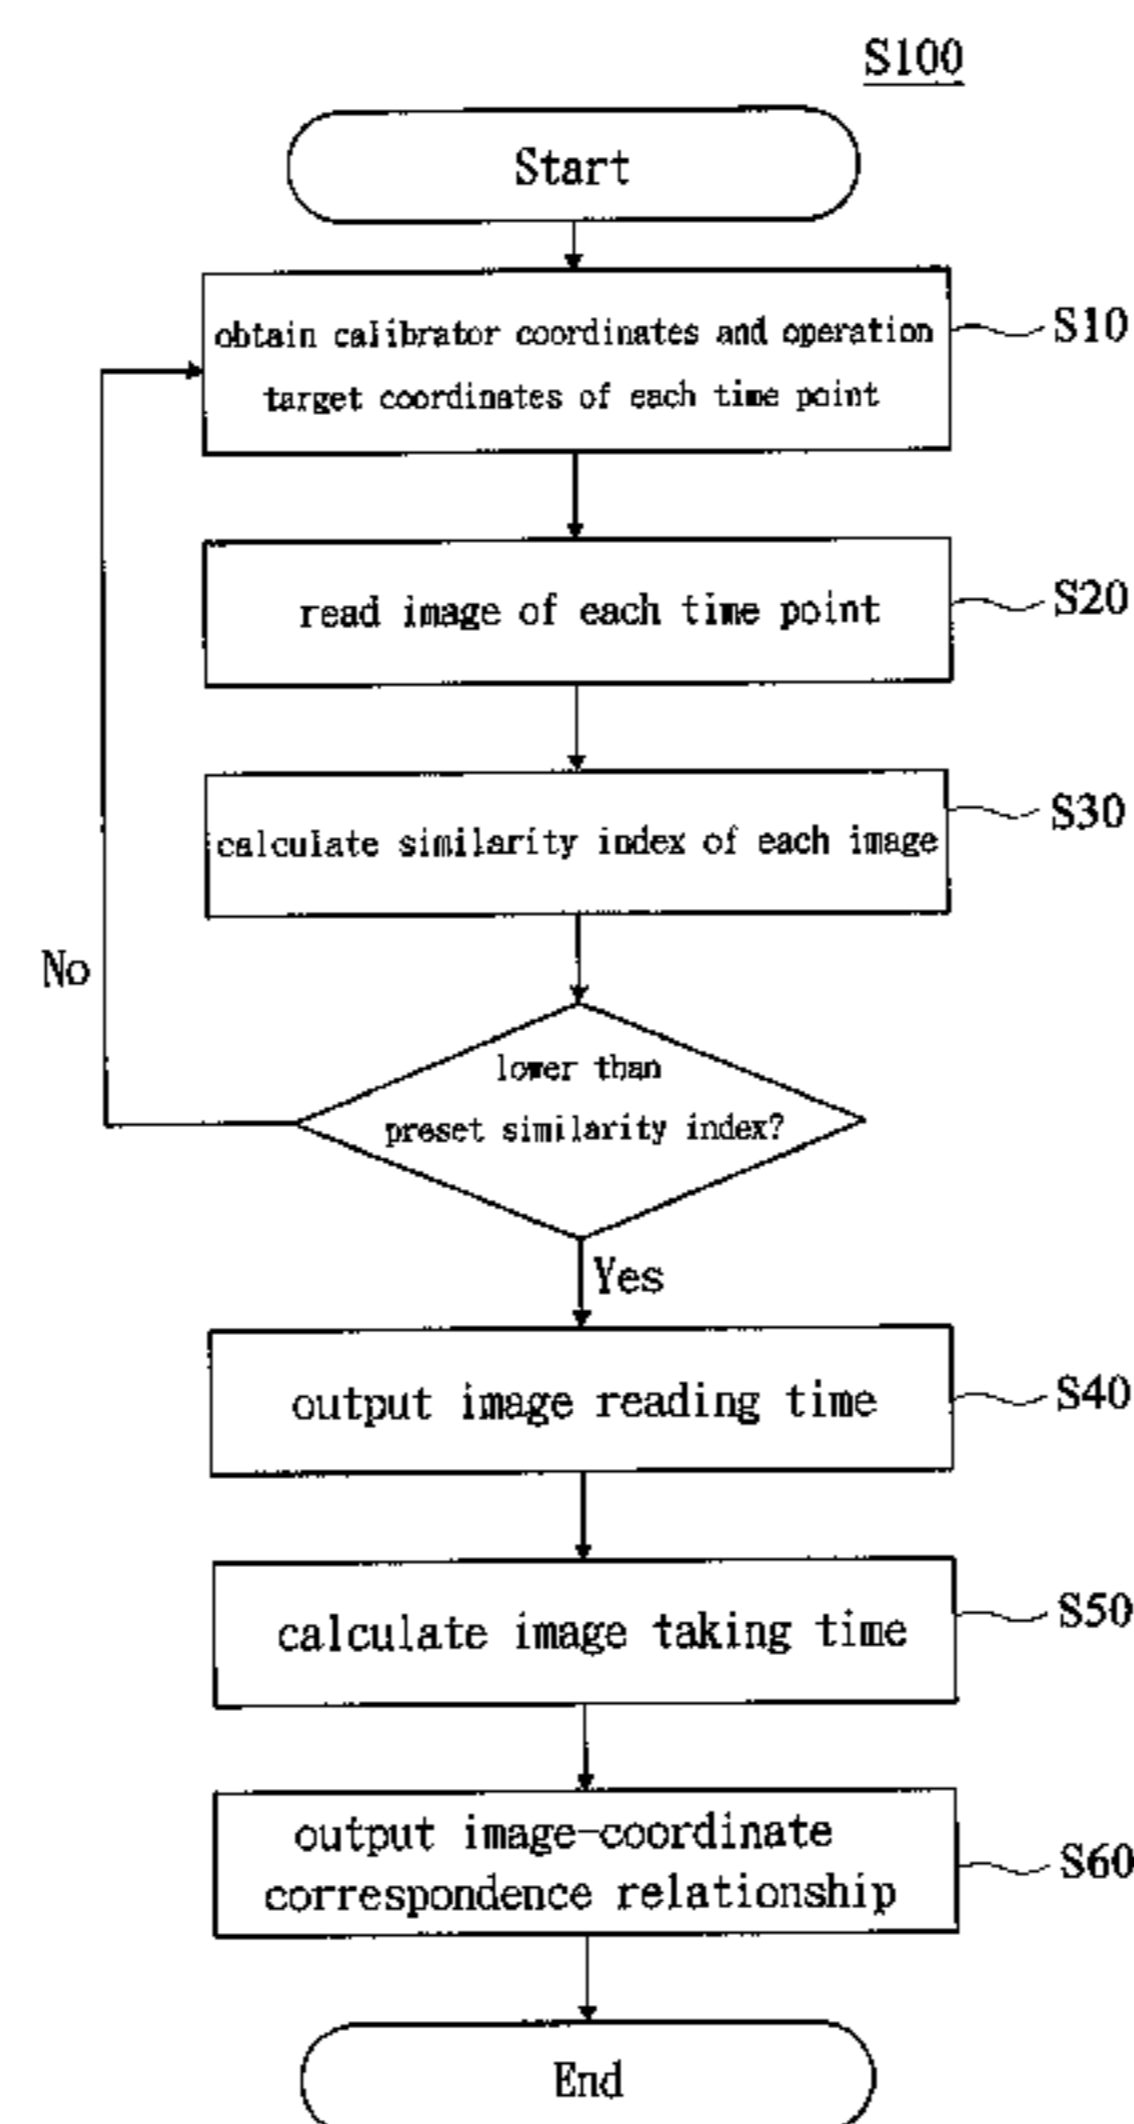 S100
Start
obtain calibrator coordinates and operation
target coordinates of each time point
S10
read image of each time point
S20
calculate similarity index of each image
S30
No
lower than
preset similarity index?
Yes
output image reading time
S40
calculate image taking time
S50
output image-coordinate
correspondence relationship
S60
End